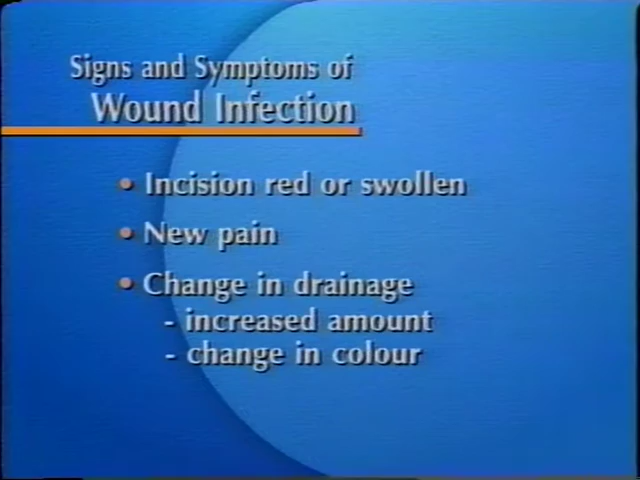 Signs and Symptoms of
Wound Infection
• Incision red or swollen
• New pain
• Change in drainage
- increased amount
- change in colour